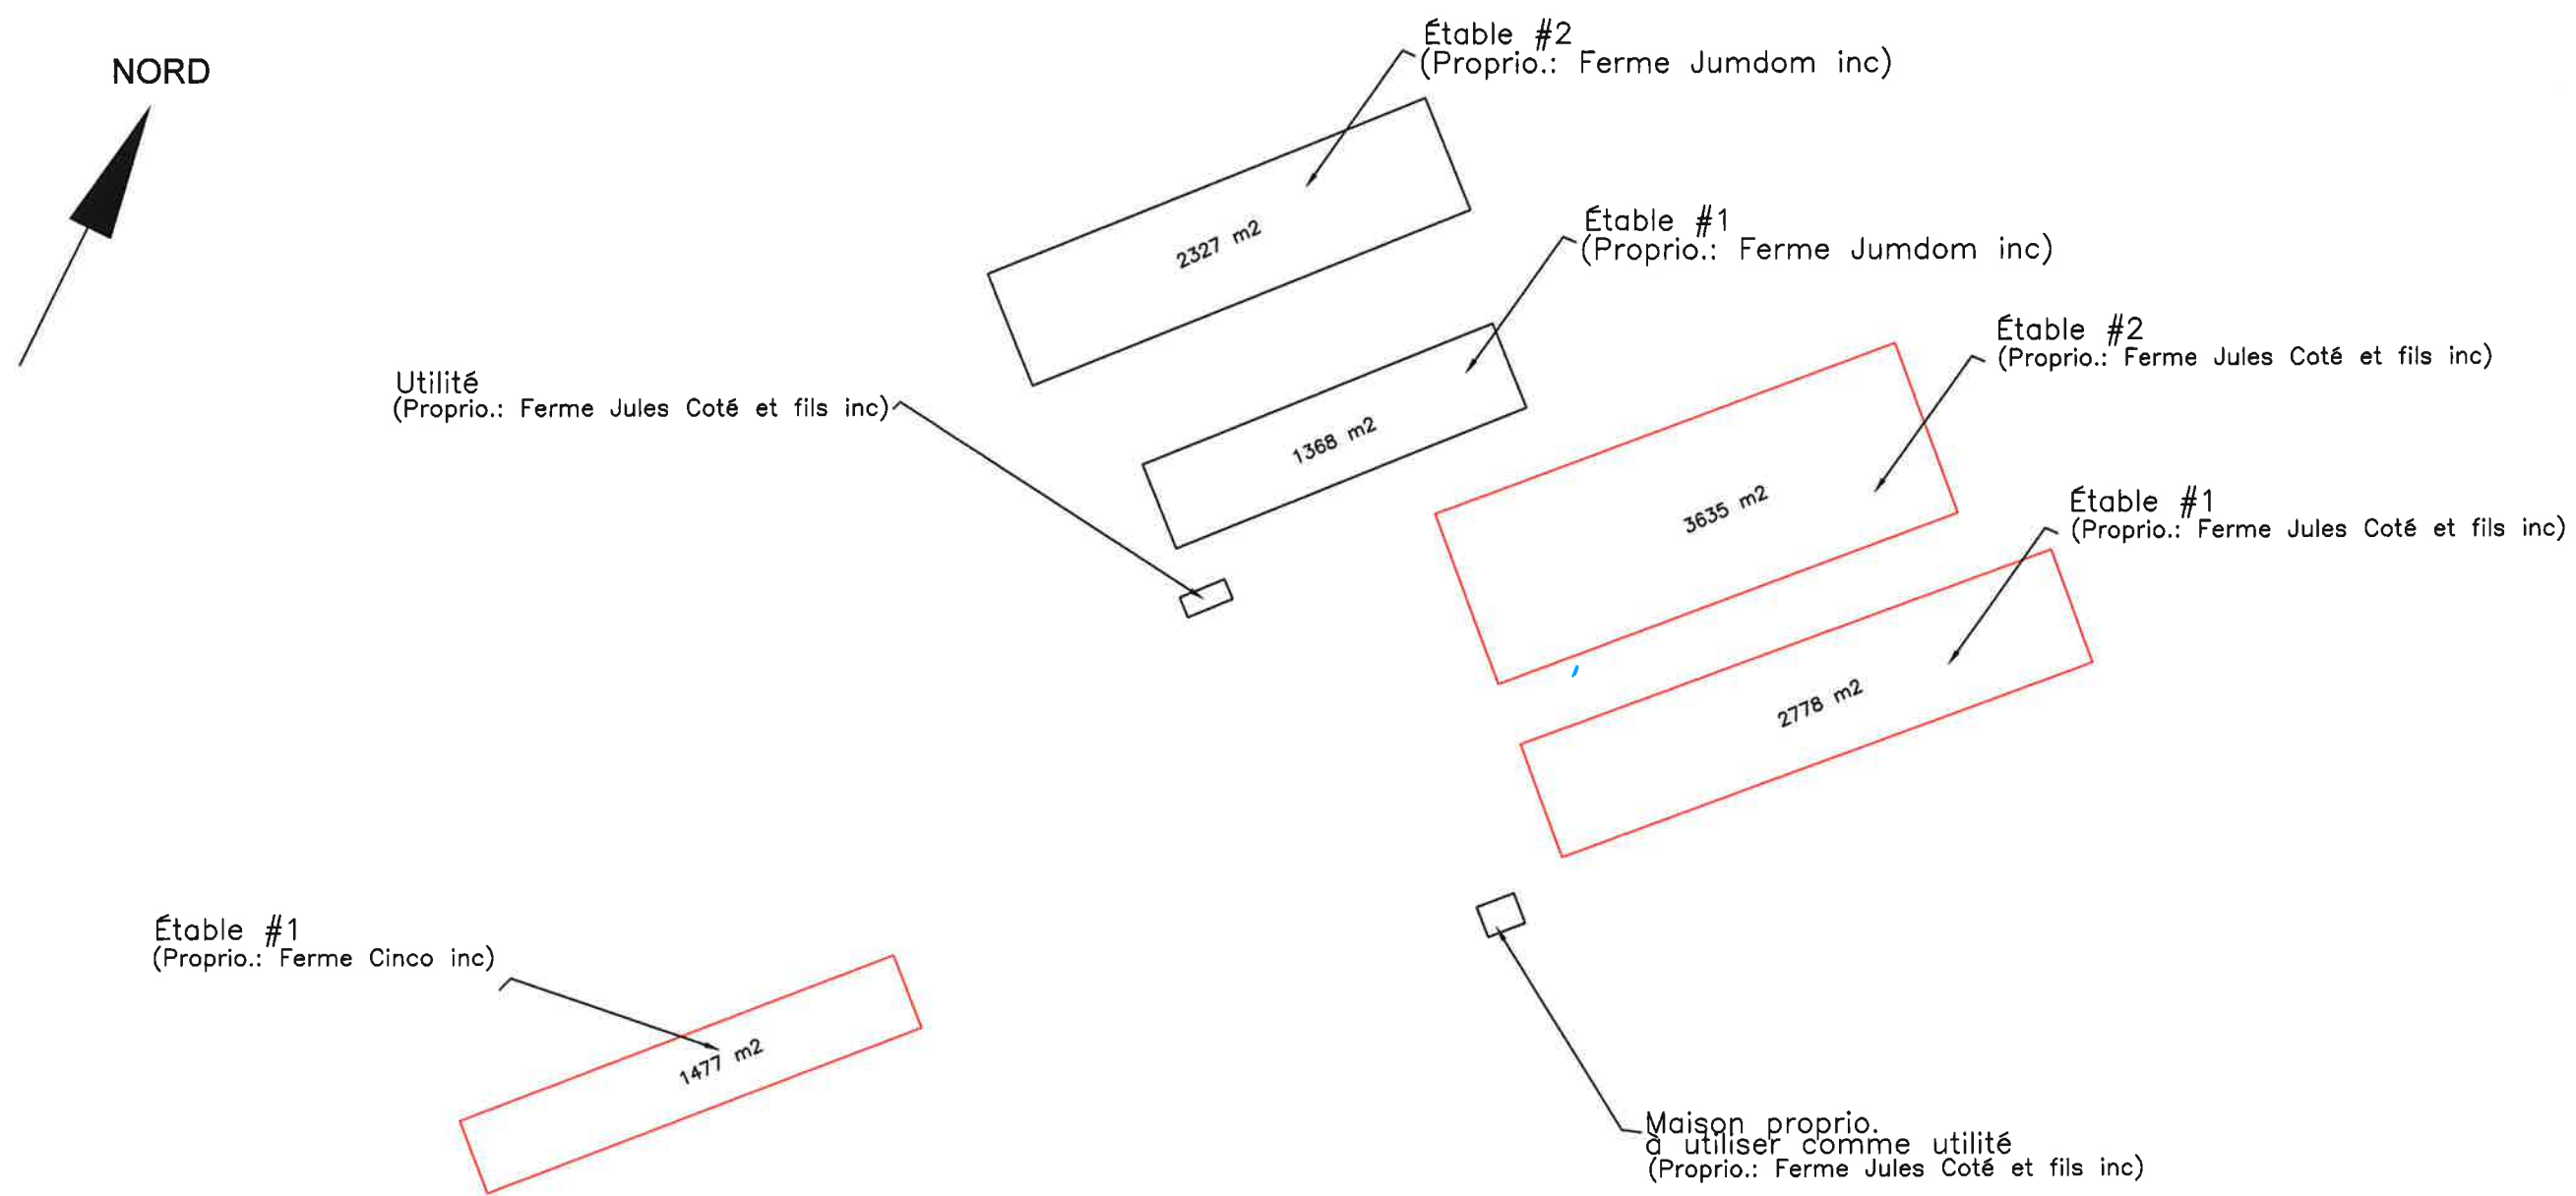 NORD
Étable #2
(Proprio.: Ferme Jumdom inc)
2327 m2
Étable #1
(Proprio.: Ferme Jumdom inc)
1368 m2
Étable #2
(Proprio.: Ferme Jules Coté et fils inc)
3635 m2
Utilité
(Proprio.: Ferme Jules Coté et fils inc)
Étable #1
(Proprio.: Ferme Jules Coté et fils inc)
2778 m2
Étable #1
(Proprio.: Ferme Cinco inc)
1477 m2
Maison proprio.
à utiliser comme utilité
(Proprio.: Ferme Jules Coté et fils inc)